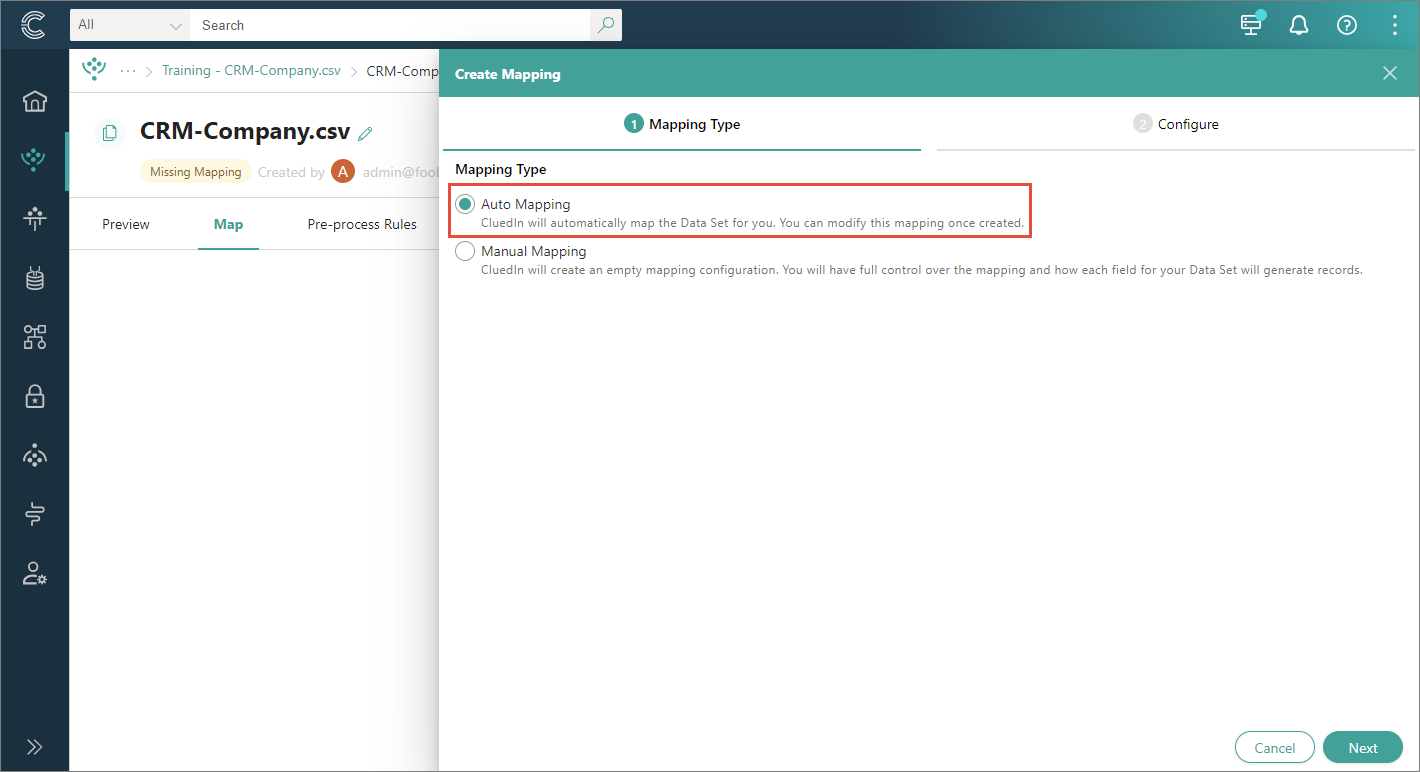 All
Search
··· > Training - CRM-Company.csv > CRM-Comp
Create Mapping
CRM-Company.csv
Missing Mapping Created by A admin@foob
Preview Map Pre-process Rules
1 Mapping Type
2 Configure
Mapping Type
Auto Mapping
CluedIn will automatically map the Data Set for you. You can modify this mapping once created.
Manual Mapping
CluedIn will create an empty mapping configuration. You will have full control over the mapping and how each field for your Data Set will generate records.
Cancel Next